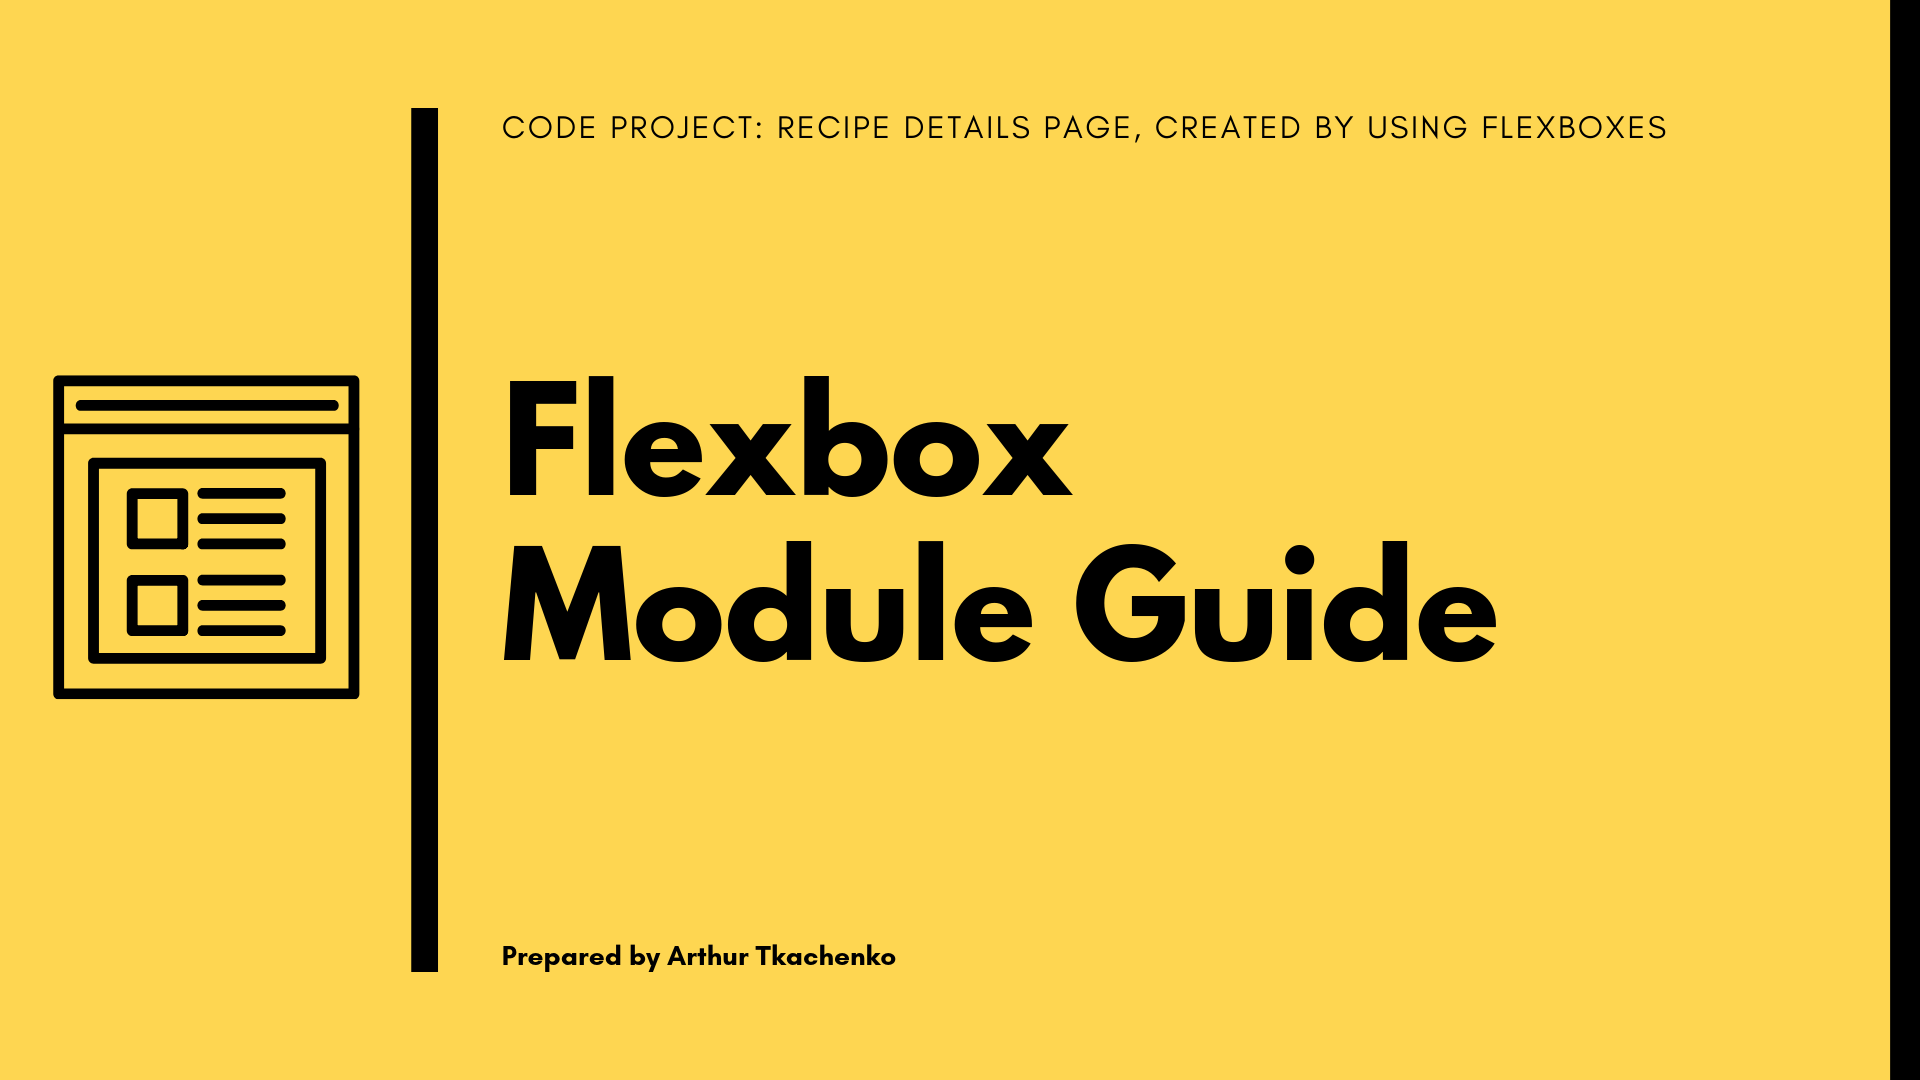 CODE PROJECT: RECIPE DETAILS PAGE, CREATED BY USING FLEXBOXES
Flexbox
Module Guide
Prepared by Arthur Tkachenko